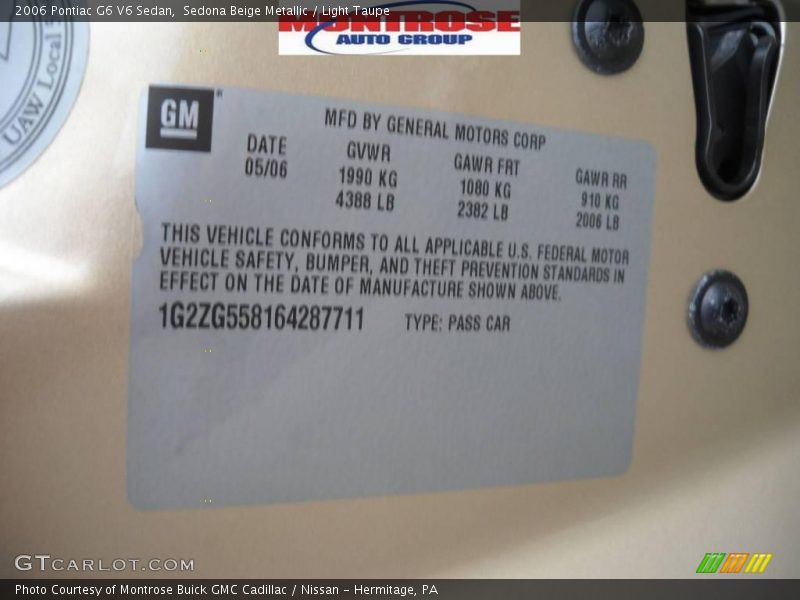 2006 Pontiac G6 V6 Sedan,  Sedona Beige Metallic / Light Taupe
MONTROSE
AUTO GROUP
UAW Local
GM
MFD BY GENERAL MOTORS CORP
DATE GVWR GAWR FRT GAWR RR
05/06 1990 KG 1080 KG 910 KG
4388 LB 2382 LB 2006 LB
THIS VEHICLE CONFORMS TO ALL APPLICABLE U.S. FEDERAL MOTOR
VEHICLE SAFETY, BUMPER, AND THEFT PREVENTION STANDARDS IN
EFFECT ON THE DATE OF MANUFACTURE SHOWN ABOVE.
1G2ZG558164287711 TYPE: PASS CAR
GTCARLOT.COM
Photo Courtesy of Montrose Buick GMC Cadillac / Nissan - Hermitage, PA